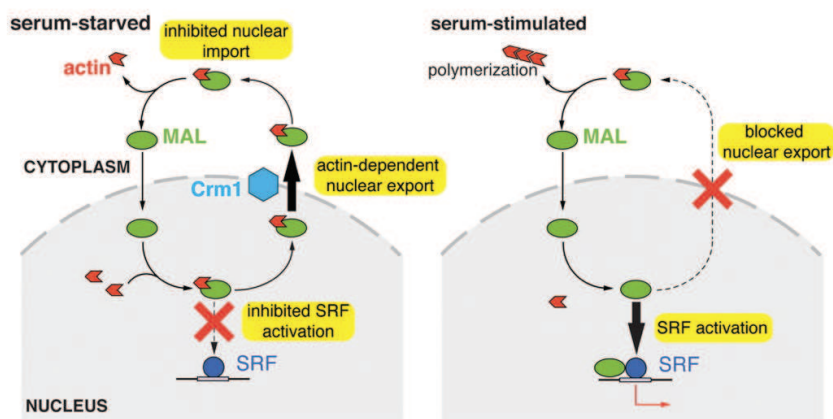 serum-starved
inhibited nuclear
import
actin
MAL
CYTOPLASM
Crm1
actin-dependent
nuclear export
inhibited SRF
activation
SRF
NUCLEUS
serum-stimulated
polymerization
MAL
blocked
nuclear export
SRF activation
SRF